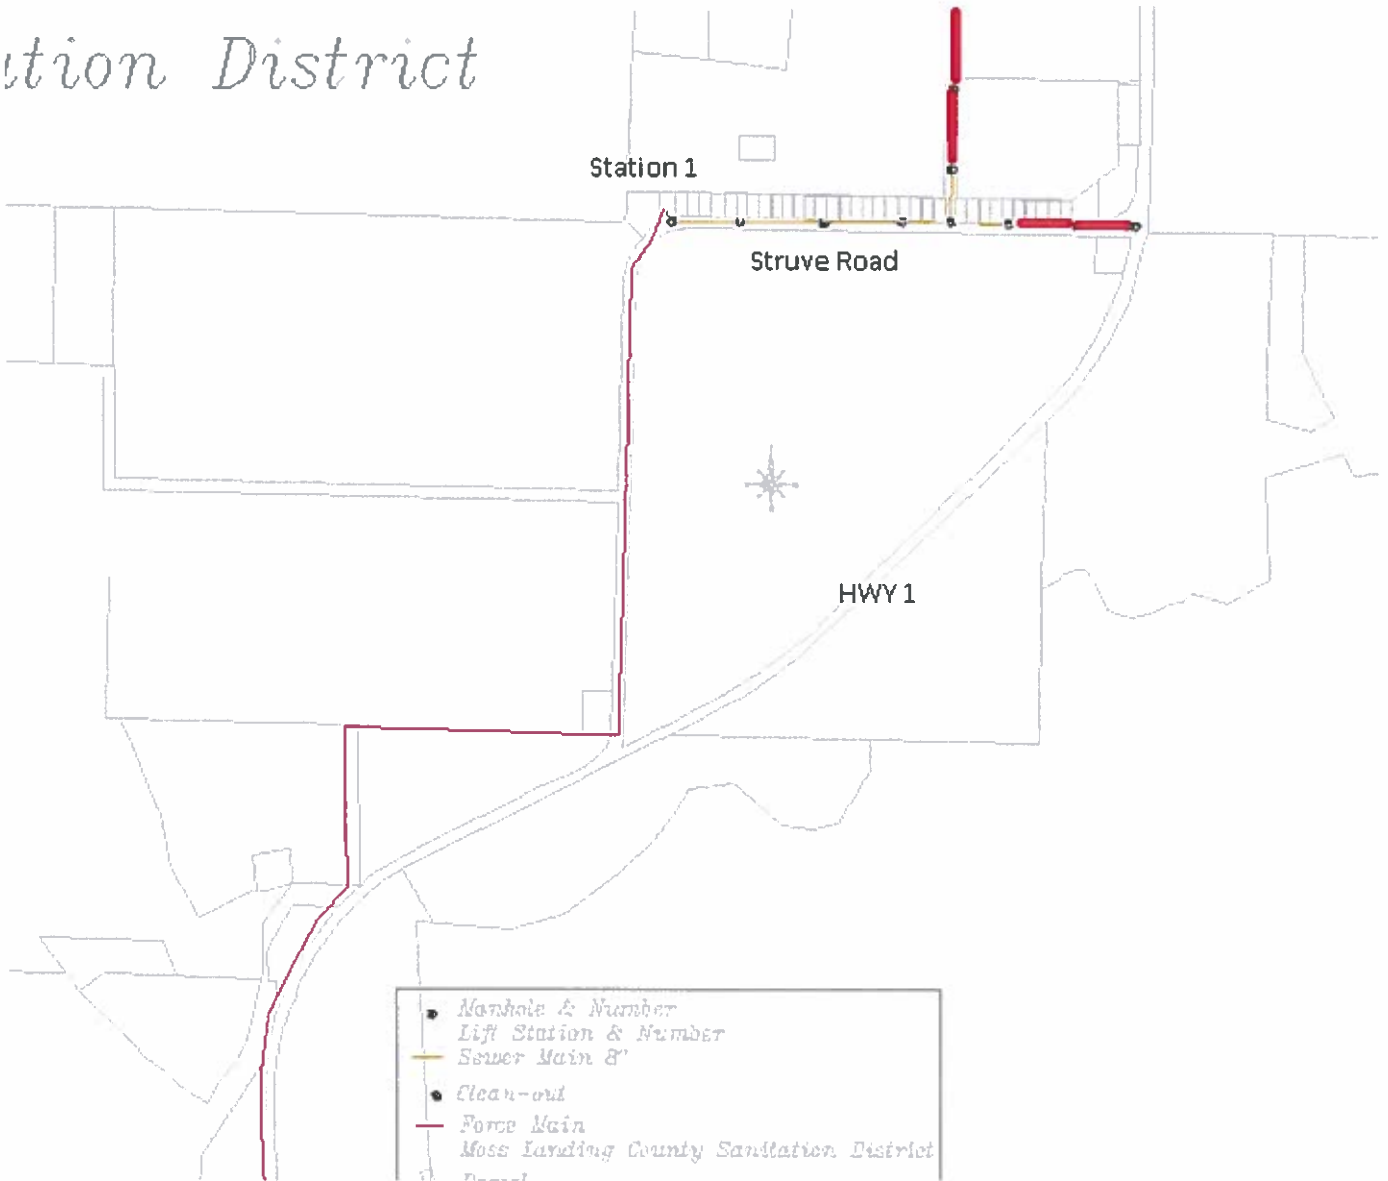 District
Station 1
Struve Road
HWY 1
Manhole & Number
Lift Station & Number
Sewer Main 8"
Clean-out
Force Main
Moss Landing County Sanitation District